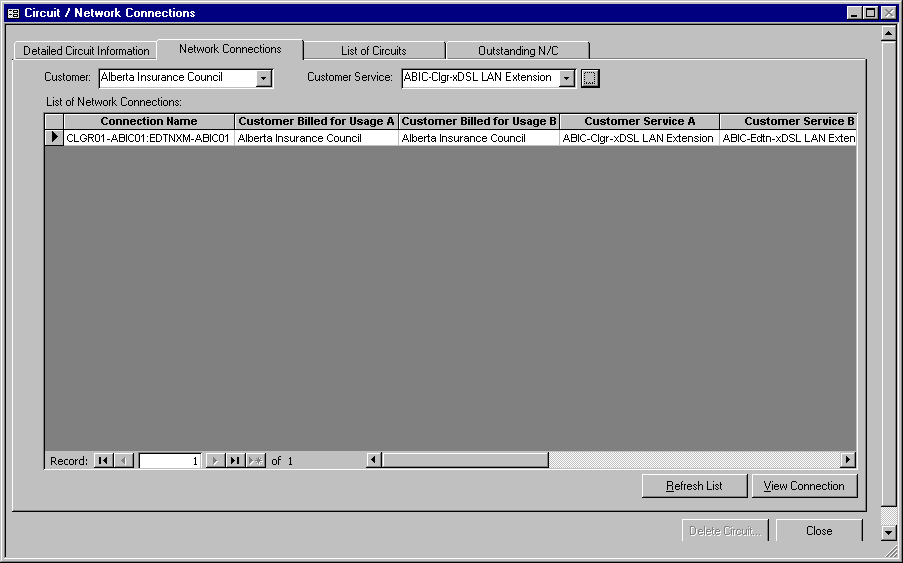 Circuit / Network Connections
Detailed Circuit Information Network Connections List of Circuits Outstanding N/C
Customer: Alberta Insurance Council Customer Service: ABIC-Clgr-xDSL LAN Extension
List of Network Connections:
Connection Name Customer Billed for Usage A Customer Billed for Usage B Customer Service A Customer Service B
CLGR01-ABIC01:EDTNXM-ABIC01 Alberta Insurance Council Alberta Insurance Council ABIC-Clgr-xDSL LAN Extension ABIC-Edtn-xDSL LAN Exten
Record: 1 of 1
Refresh List View Connection
Delete Circuit... Close